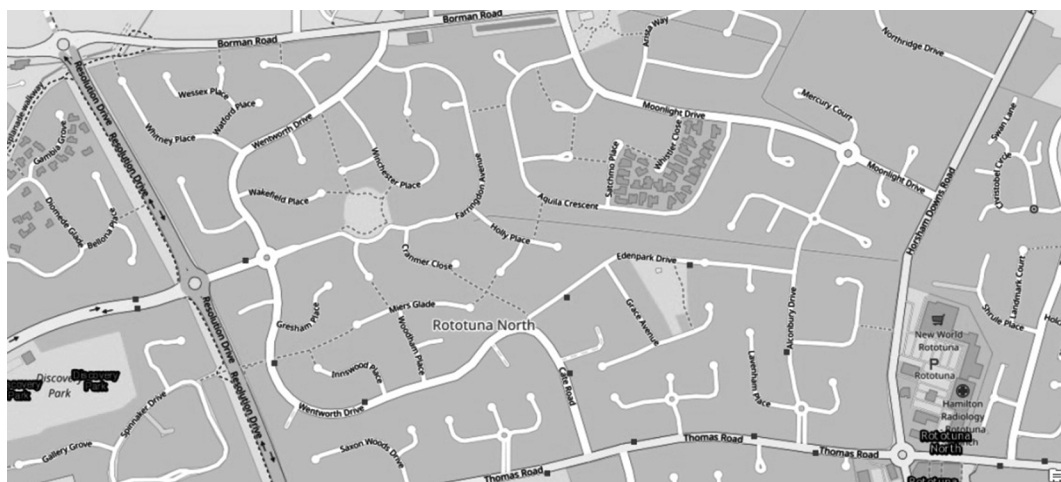 Borman Road
Borman Road
Arista Way
Northridge Drive
Resolution Drive
Wessex Place
Watford Place
Whitney Place
Wentworth Drive
Moonlight Drive
Mercury Court
Swan Lane
Gambia Grove
Resolution Drive
Winchester Place
Satchmo Place
Whistler Close
Moonlight Drive
Christobel Circle
Wakefield Place
Farringdon Avenue
Aquila Crescent
Diomede Glade
Bellona Place
Holly Place
Horsham Downs Road
Cranmer Close
Edenpark Drive
Landmark Court
Resolution Drive
Gresham Place
Miers Glade
Grace Avenue
Alconbury Drive
Shrule Place
Rototuna North
Woodham Place
New World
Rototuna
P
Rototuna
Innswood Place
Cate Road
Lavenham Place
Discovery
Park
Discovery
Park
Resolution Drive
Spinnaker Drive
Wentworth Drive
Hamilton
Radiology
Rototuna
Saxon Woods Drive
Thomas Road
Thomas Road
Rototuna
North
Gallery Grove
Thomas Road
Rototuna